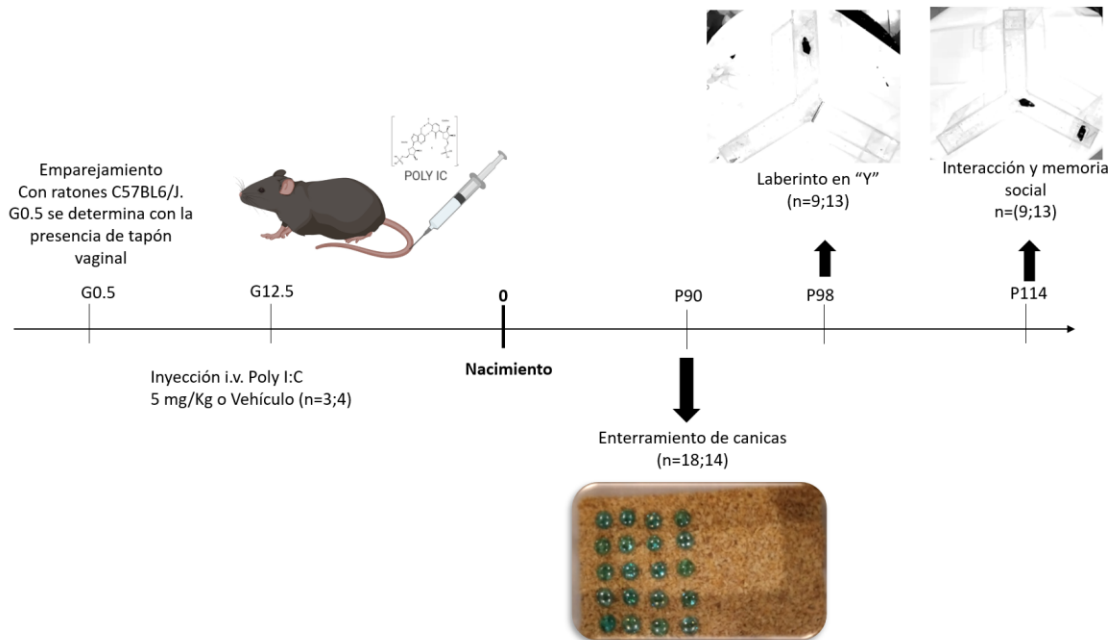 Emparejamiento
Con ratones C57BL6/J.
G0.5 se determina con la
presencia de tapón
vaginal
POLY IC
Laberinto en "Y"
(n=9;13)
Interacción y memoria
social
n=(9;13)
G0.5
G12.5
0
P90
P98
P114
Inyección i.v. Poly I:C
5 mg/Kg o Vehículo (n=3;4)
Nacimiento
Enterramiento de canicas
(n=18;14)